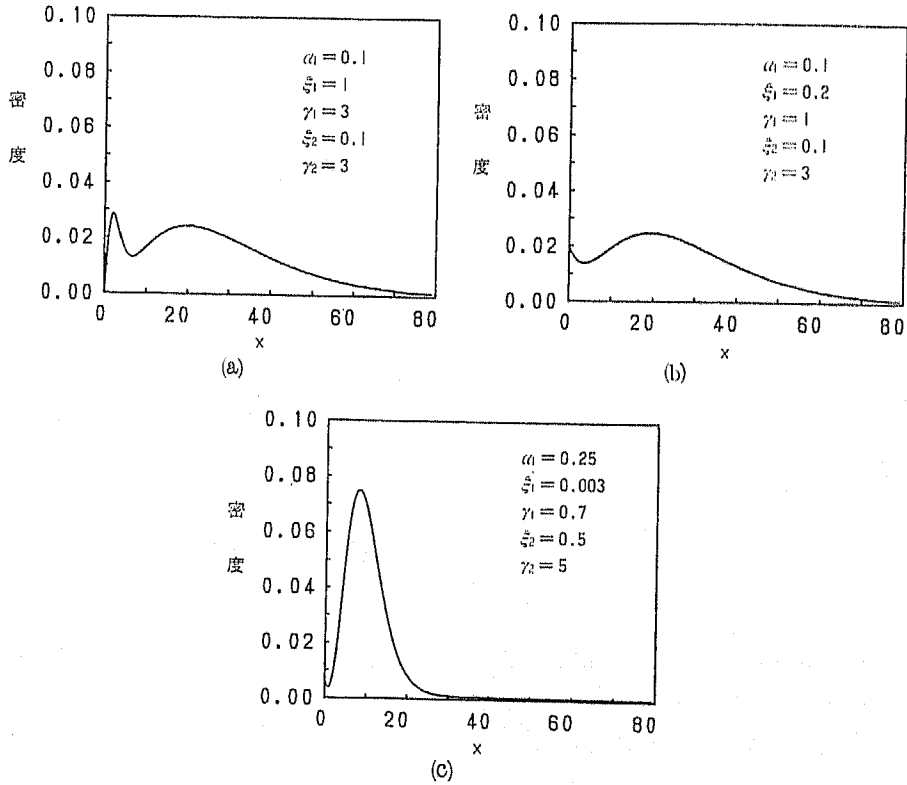 0.10
0.08
0.06
0.04
0.02
0.00
密
度
α₁=0.1
ξ₁=1
γ₁=3
ξ₂=0.1
γ₂=3
0 20 40 60 80
x
(a)
0.10
0.08
0.06
0.04
0.02
0.00
密
度
α₁=0.1
ξ₁=0.2
γ₁=1
ξ₂=0.1
γ₂=3
0 20 40 60 80
x
(b)
0.10
0.08
0.06
0.04
0.02
0.00
密
度
α₁=0.25
ξ₁=0.003
γ₁=0.7
ξ₂=0.5
γ₂=5
0 20 40 60 80
x
(c)